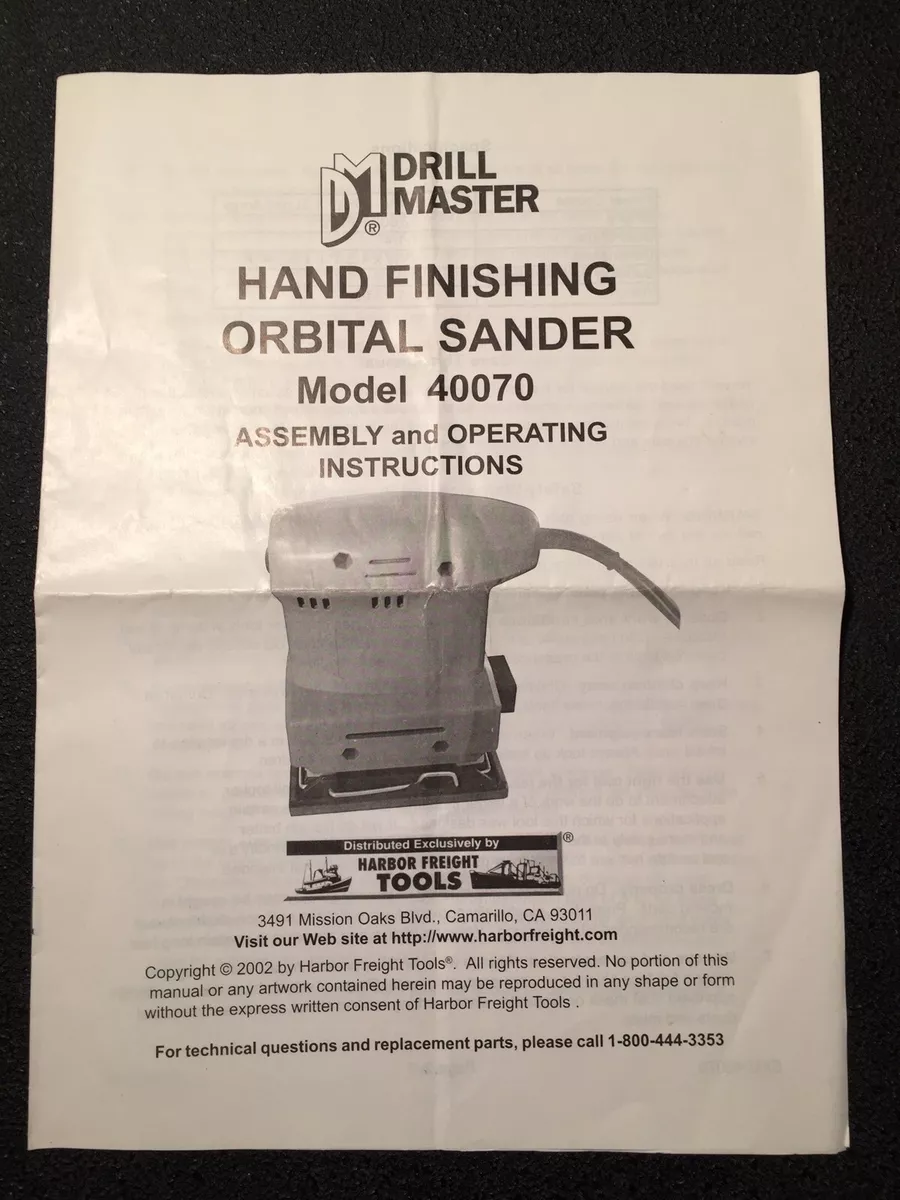 DM®
DRILL
MASTER
HAND FINISHING
ORBITAL SANDER
Model 40070
ASSEMBLY and OPERATING
INSTRUCTIONS
Distributed Exclusively by ®
HARBOR FREIGHT
TOOLS
3491 Mission Oaks Blvd., Camarillo, CA 93011
Visit our Web site at http://www.harborfreight.com
Copyright © 2002 by Harbor Freight Tools®. All rights reserved. No portion of this
manual or any artwork contained herein may be reproduced in any shape or form
without the express written consent of Harbor Freight Tools .
For technical questions and replacement parts, please call 1-800-444-3353